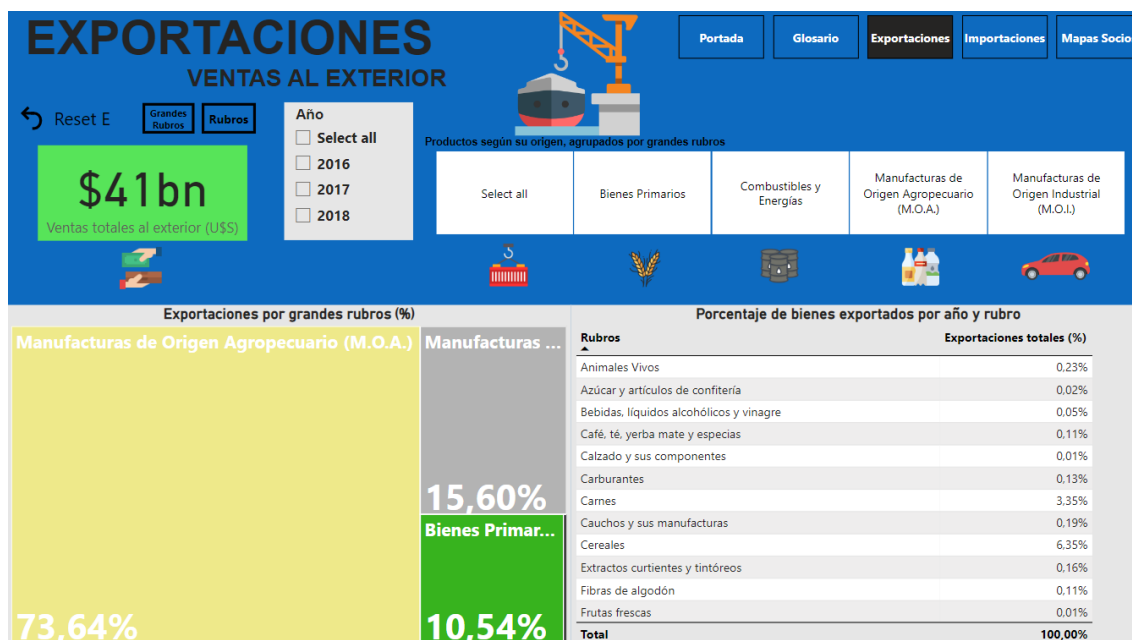 EXPORTACIONES
VENTAS AL EXTERIOR
Portada
Glosario
Exportaciones
Importaciones
Mapas Socio
Reset E
Grandes
Rubros
Rubros
Año
Select all
2016
2017
2018
$41bn
Ventas totales al exterior (U$S)
Productos según su origen, agrupados por grandes rubros
Select all
Bienes Primarios
Combustibles y
Energías
Manufacturas de
Origen Agropecuario
(M.O.A.)
Manufacturas de
Origen Industrial
(M.O.I.)
Exportaciones por grandes rubros (%)
Manufacturas de Origen Agropecuario (M.O.A.)
73,64%
Manufacturas ...
15,60%
Bienes Primar...
10,54%
Porcentaje de bienes exportados por año y rubro
Rubros Exportaciones totales (%)
Animales Vivos 0,23%
Azúcar y artículos de confitería 0,02%
Bebidas, líquidos alcohólicos y vinagre 0,05%
Café, té, yerba mate y especias 0,11%
Calzado y sus componentes 0,01%
Carburantes 0,13%
Carnes 3,35%
Cauchos y sus manufacturas 0,19%
Cereales 6,35%
Extractos curtientes y tintóreos 0,16%
Fibras de algodón 0,11%
Frutas frescas 0,01%
Total 100,00%